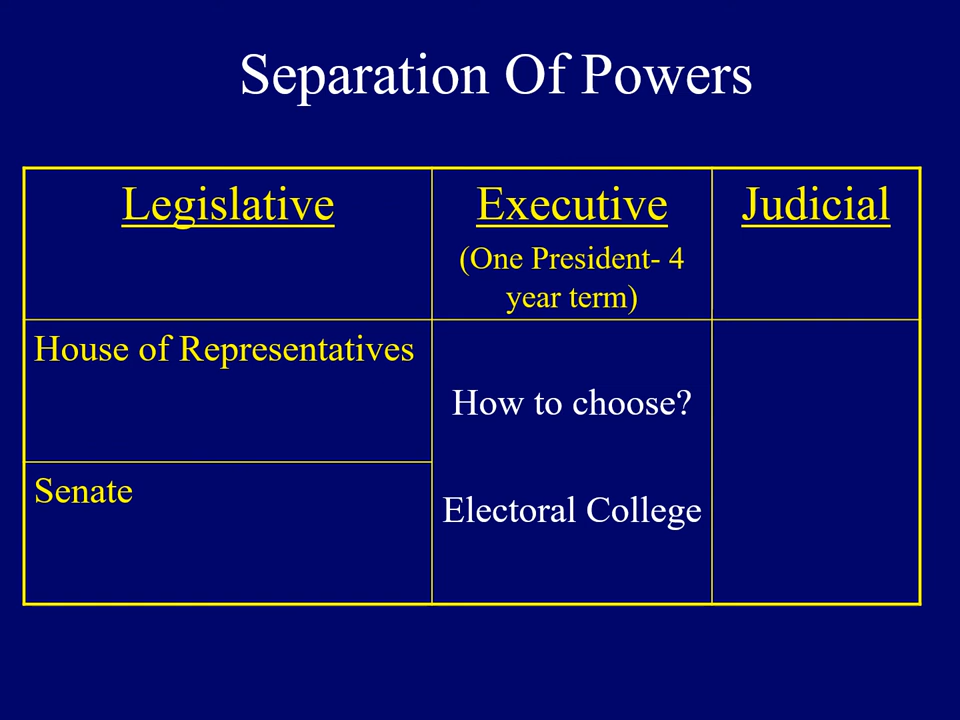 Separation Of Powers
Legislative
Executive
(One President- 4
year term)
Judicial
House of Representatives
How to choose?
Senate
Electoral College